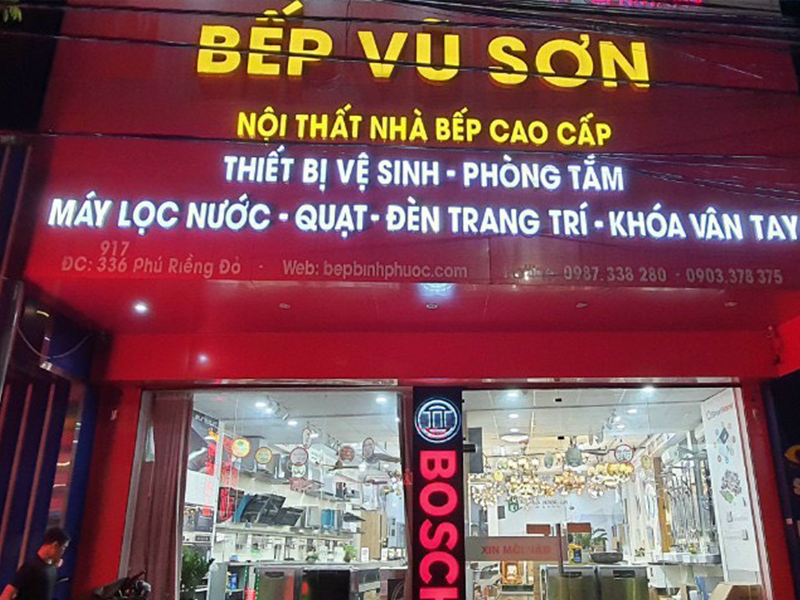 BẾP VŨ SƠN
NỘI THẤT NHÀ BẾP CAO CẤP
THIẾT BỊ VỆ SINH - PHÒNG TẮM
MÁY LỌC NƯỚC - QUẠT - ĐÈN TRANG TRÍ - KHÓA VÂN TAY
917
ĐC: 336 Phú Riềng Đỏ - Web: bepbinhphuoc.com 0987.338 280 - 0903.378 375
BOSCH
XIN MỜI VÀO